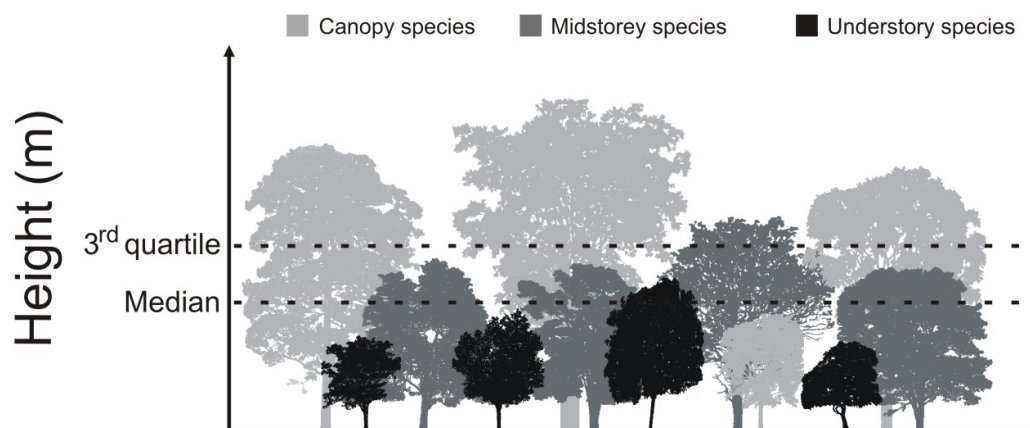 Canopy species
Midstorey species
Understory species
Height (m)
3rd quartile
Median